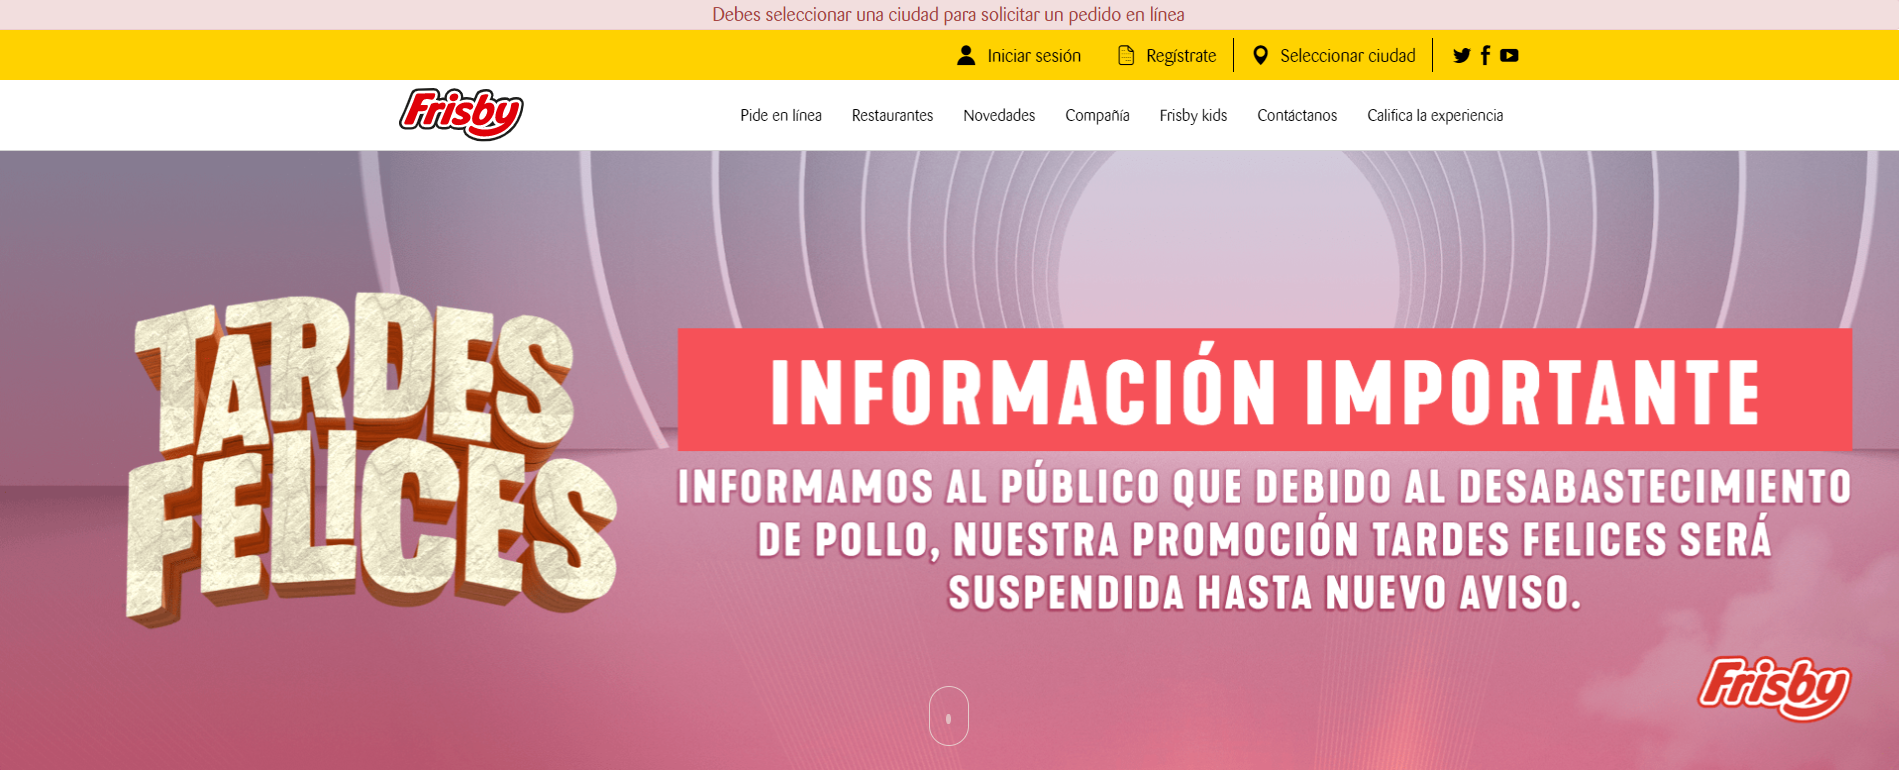 Debes seleccionar una ciudad para solicitar un pedido en línea
Iniciar sesión Regístrate Seleccionar ciudad
Frisby
Pide en línea Restaurantes Novedades Compañía Frisby kids Contáctanos Califica la experiencia
TARDES
FELICES
INFORMACIÓN IMPORTANTE
INFORMAMOS AL PÚBLICO QUE DEBIDO AL DESABASTECIMIENTO
DE POLLO, NUESTRA PROMOCIÓN TARDES FELICES SERÁ
SUSPENDIDA HASTA NUEVO AVISO.
Frisby